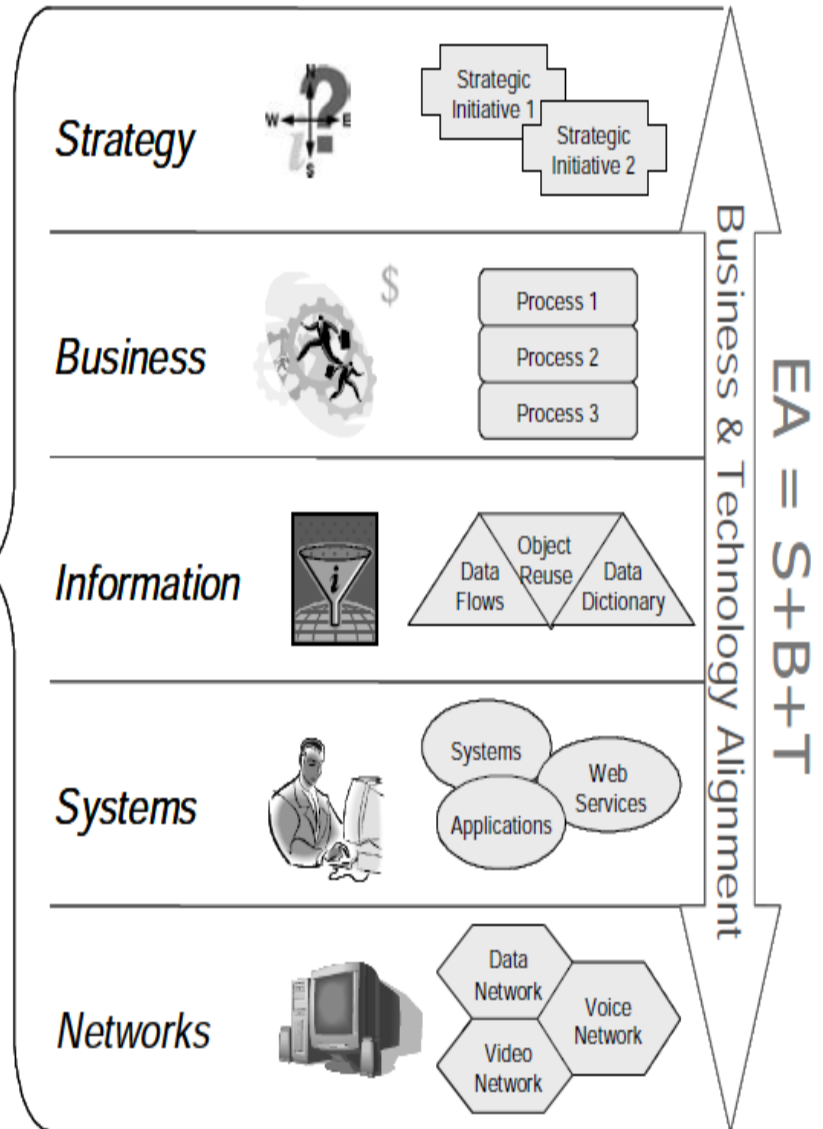 Strategy
N
W
E
S
?
i
Strategic
Initiative 1
Strategic
Initiative 2
Business
$
Process 1
Process 2
Process 3
Information
i
Data
Flows
Object
Reuse
Data
Dictionary
Systems
Systems
Applications
Web
Services
Networks
Data
Network
Voice
Network
Video
Network
Business & Technology Alignment
EA = S+B+T